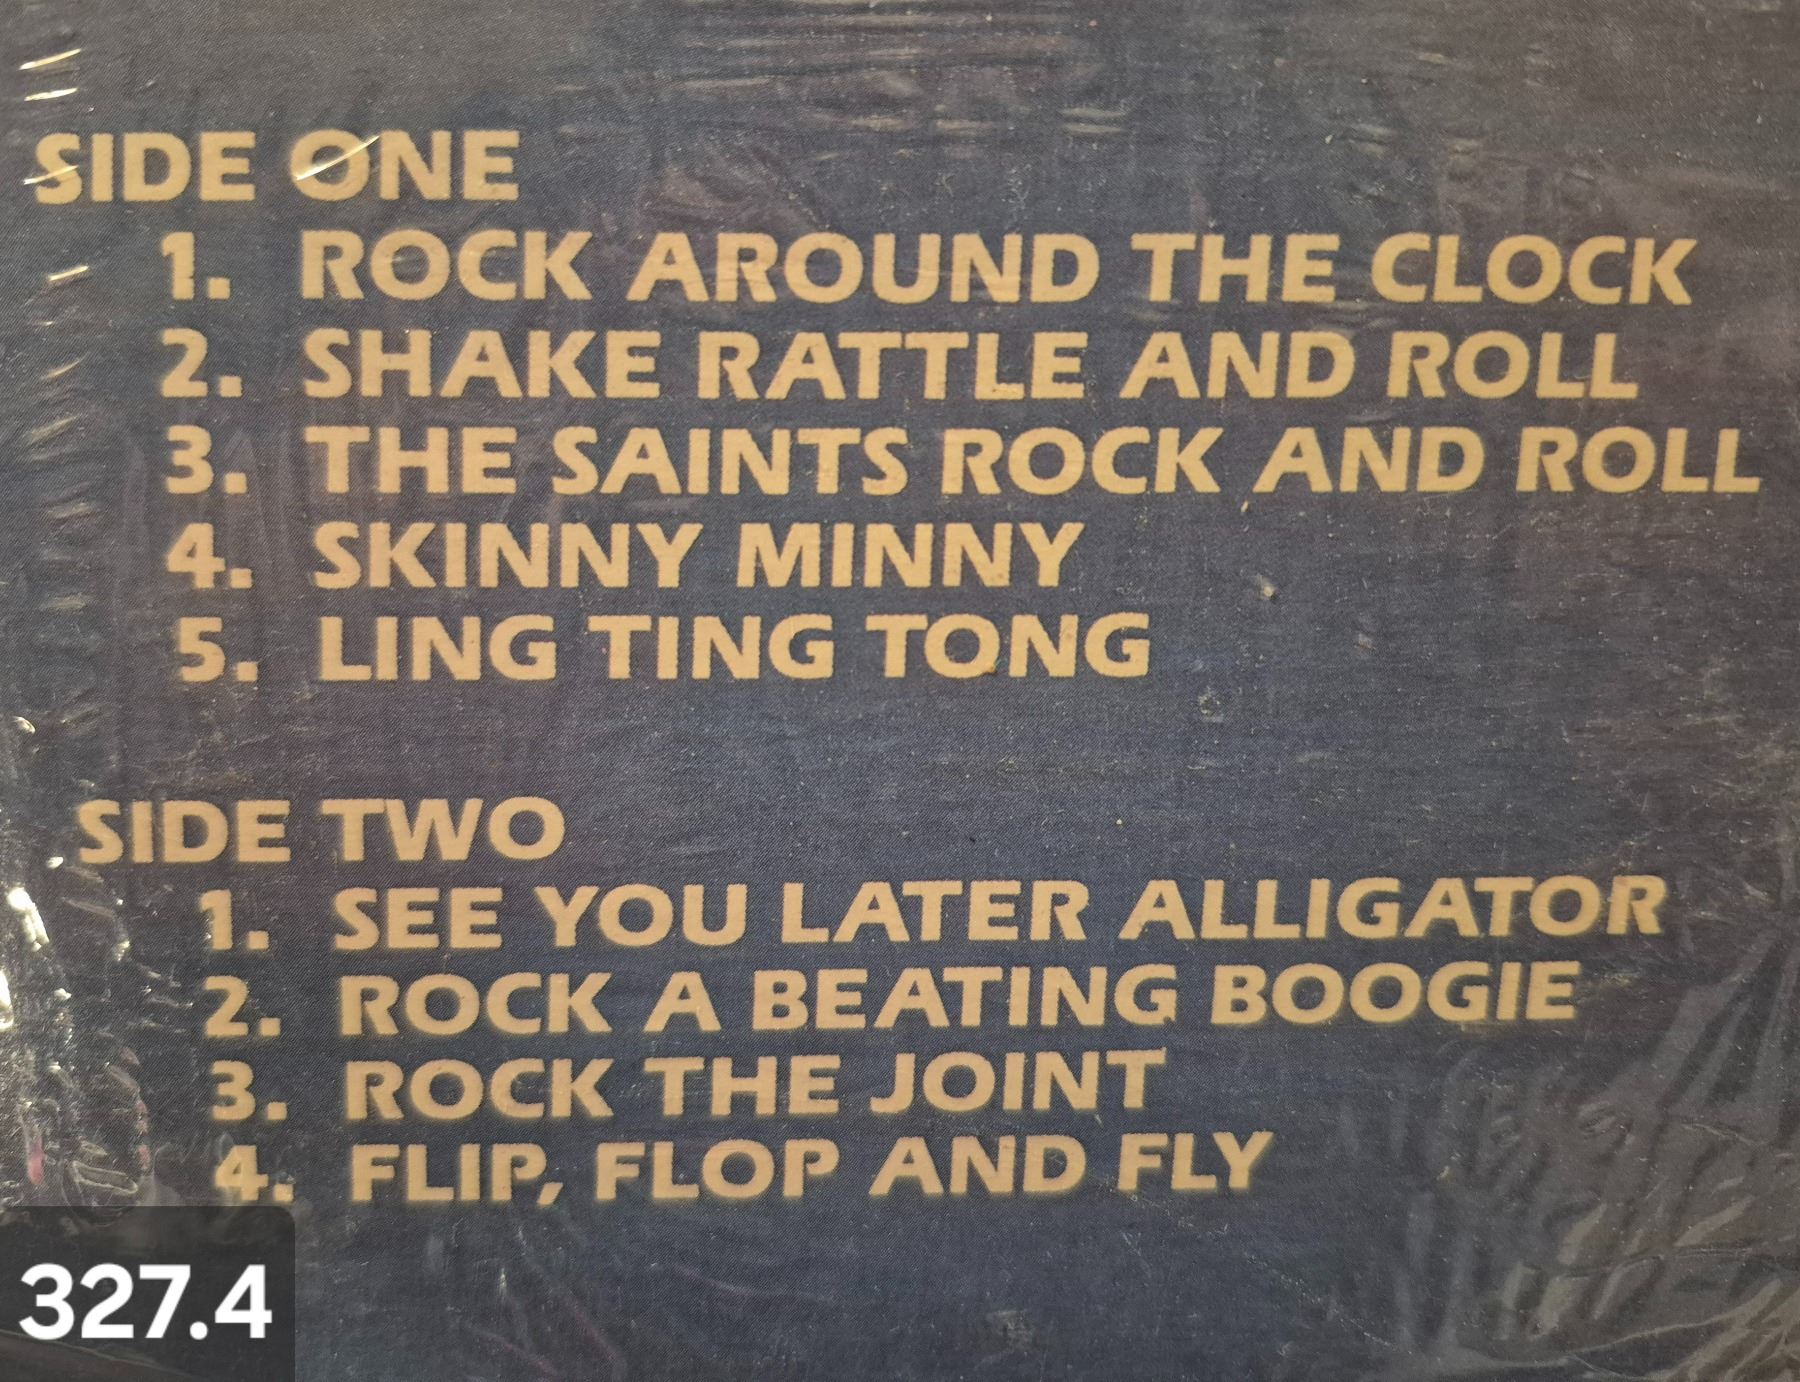 SIDE ONE
1. ROCK AROUND THE CLOCK
2. SHAKE RATTLE AND ROLL
3. THE SAINTS ROCK AND ROLL
4. SKINNY MINNY
5. LING TING TONG
SIDE TWO
1. SEE YOU LATER ALLIGATOR
2. ROCK A BEATING BOOGIE
3. ROCK THE JOINT
4. FLIP, FLOP AND FLY
327.4